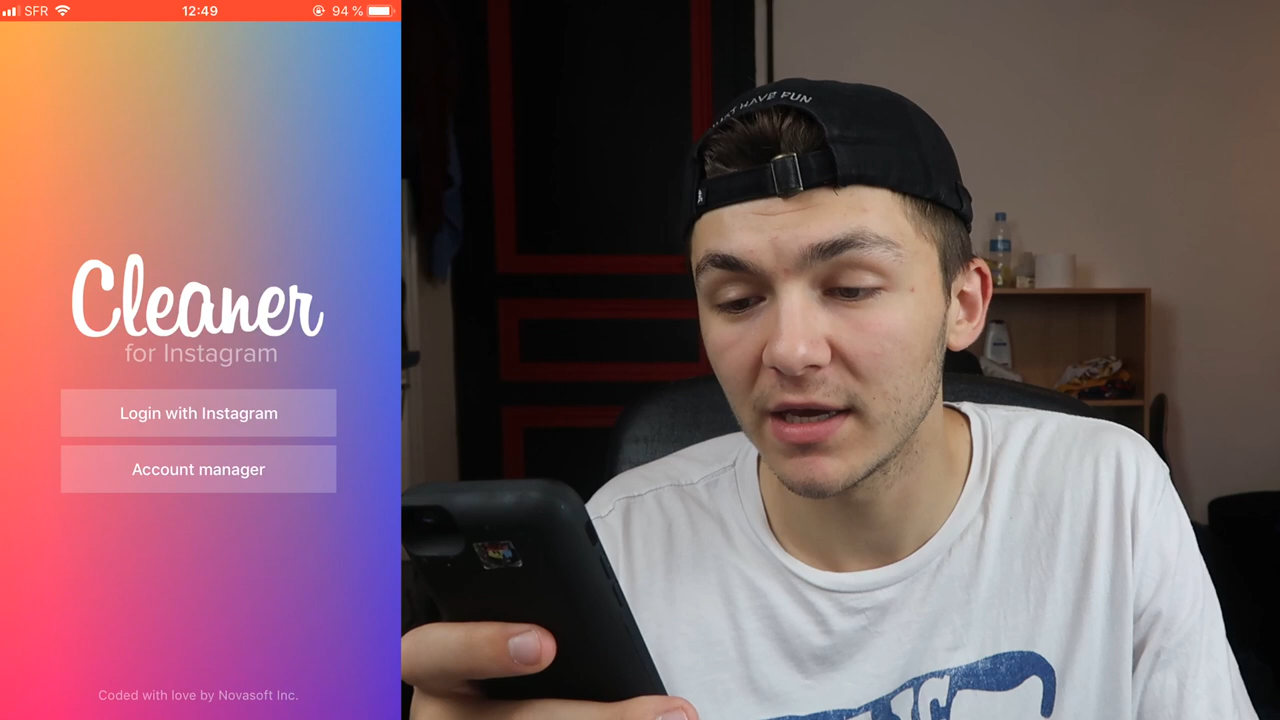 SFR 12:49 94 %
Cleaner
for Instagram
Login with Instagram
Account manager
Coded with love by Novasoft Inc.
HAVE FUN